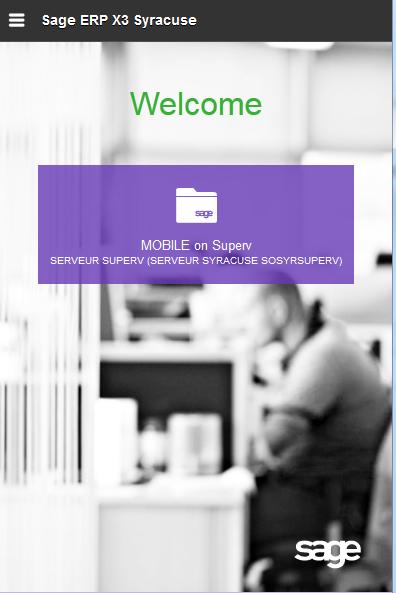 Sage ERP X3 Syracuse
Welcome
sage
MOBILE on Superv
SERVEUR SUPERV (SERVEUR SYRACUSE SOSYRSUPERV)
sage